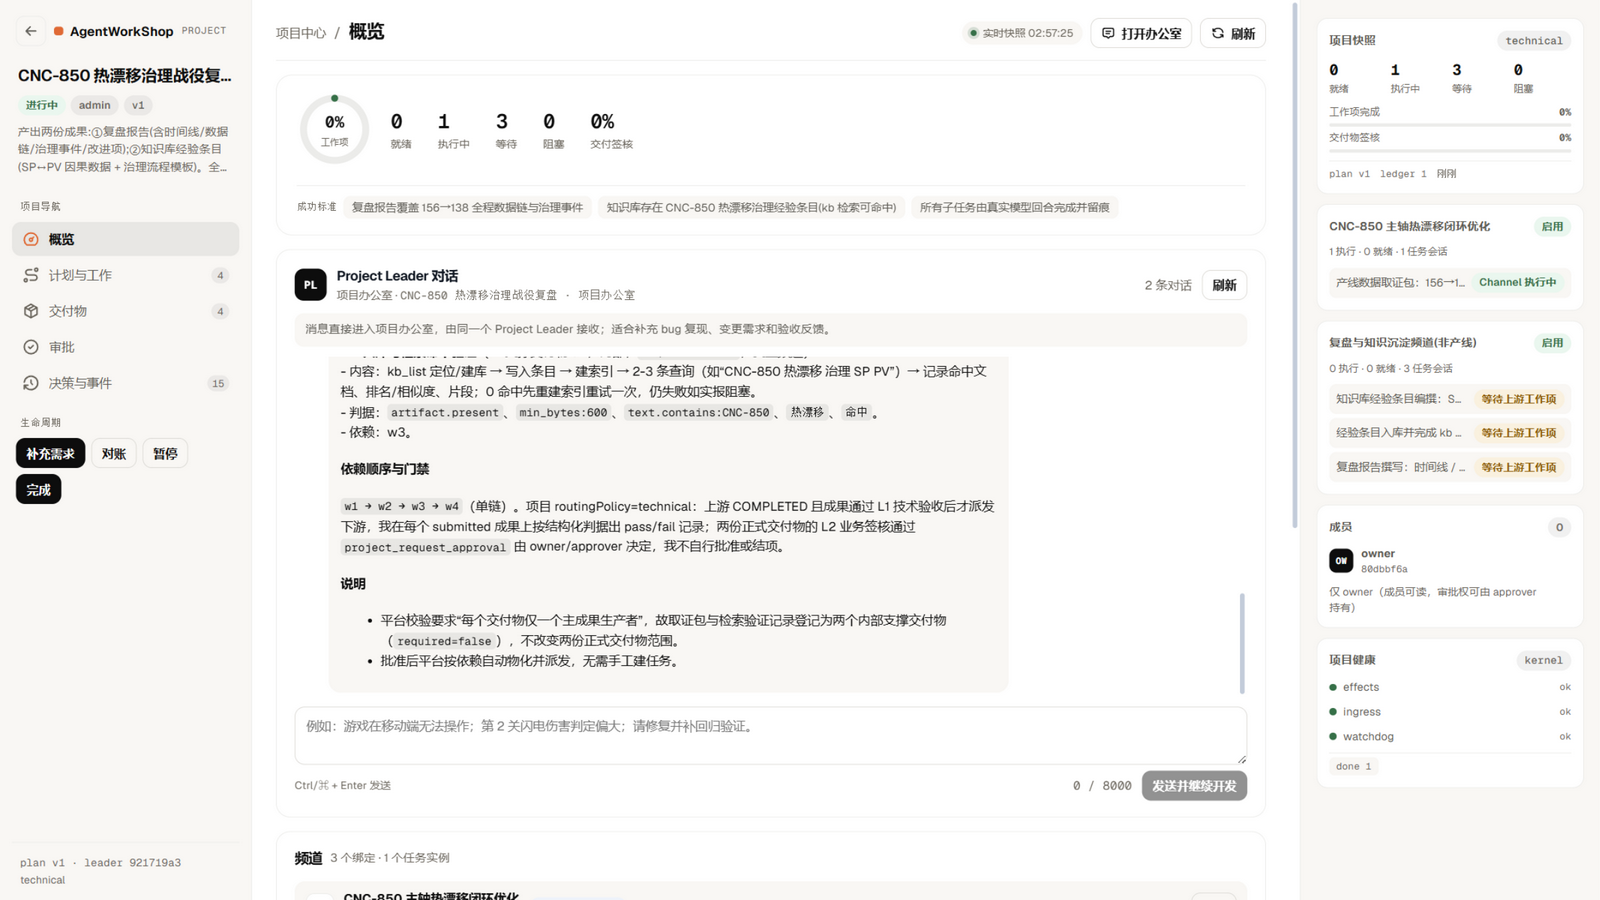 AgentWorkShop PROJECT
CNC-850 热漂移治理战役复...
进行中 admin v1
产出两份成果:①复盘报告(含时间线/数据
链/治理事件/改进项);②知识库经验条目
(SP↔PV 因果数据 + 治理流程模板)。全...
项目导航
概览
计划与工作 4
交付物 4
审批
决策与事件 15
生命周期
补充需求 对账 暂停
完成
plan v1 · leader 921719a3
technical
项目中心 / 概览
实时快照 02:57:25 打开办公室 刷新
0%
工作项
0 1 3 0 0%
就绪 执行中 等待 阻塞 交付签核
成功标准 复盘报告覆盖 156→138 全程数据链与治理事件 知识库存在 CNC-850 热漂移治理经验条目(kb 检索可命中) 所有子任务由真实模型回合完成并留痕
PL
Project Leader 对话
项目办公室·CNC-850 热漂移治理战役复盘 · 项目办公室
2 条对话 刷新
消息直接进入项目办公室，由同一个 Project Leader 接收；适合补充 bug 复现、变更需求和验收反馈。
- 内容：kb_list 定位/建库 → 写入条目 → 建索引 → 2-3 条查询（如“CNC-850 热漂移 治理 SP PV”）→ 记录命中文
档、排名/相似度、片段；0 命中先重建索引重试一次，仍失败如实报阻塞。
- 判据：artifact.present、min_bytes:600、text.contains:CNC-850、热漂移、命中。
- 依赖：w3。
依赖顺序与门禁
w1 → w2 → w3 → w4（单链）。项目 routingPolicy=technical：上游 COMPLETED 且成果通过 L1 技术验收后才派发
下游，我在每个 submitted 成果上按结构化判据出 pass/fail 记录；两份正式交付物的 L2 业务签核通过
project_request_approval 由 owner/approver 决定，我不自行批准或结项。
说明
• 平台校验要求“每个交付物仅一个主成果生产者”，故取证包与检索验证记录登记为两个内部支撑交付物
（required=false），不改变两份正式交付物范围。
• 批准后平台按依赖自动物化并派发，无需手工建任务。
例如：游戏在移动端无法操作；第 2 关闪电伤害判定偏大；请修复并补回归验证。
Ctrl/⌘ + Enter 发送
0 / 8000 发送并继续开发
频道 3 个绑定 · 1 个任务实例
CNC-850 主轴热漂移闭环优化
项目快照 technical
0 1 3 0
就绪 执行中 等待 阻塞
工作项完成 0%
交付物签核 0%
plan v1 ledger 1 刚刚
CNC-850 主轴热漂移闭环优化 启用
1 执行 · 0 就绪 · 1 任务会话
产线数据取证包：156→1... Channel 执行中
复盘与知识沉淀频道(非产线) 启用
0 执行 · 0 就绪 · 3 任务会话
知识库经验条目编撰：S... 等待上游工作项
经验条目入库并完成 kb ... 等待上游工作项
复盘报告撰写：时间线 / ... 等待上游工作项
成员 0
OW
owner
80dbbf6a
仅 owner（成员可读，审批权可由 approver
持有）
项目健康 kernel
effects ok
ingress ok
watchdog ok
done 1